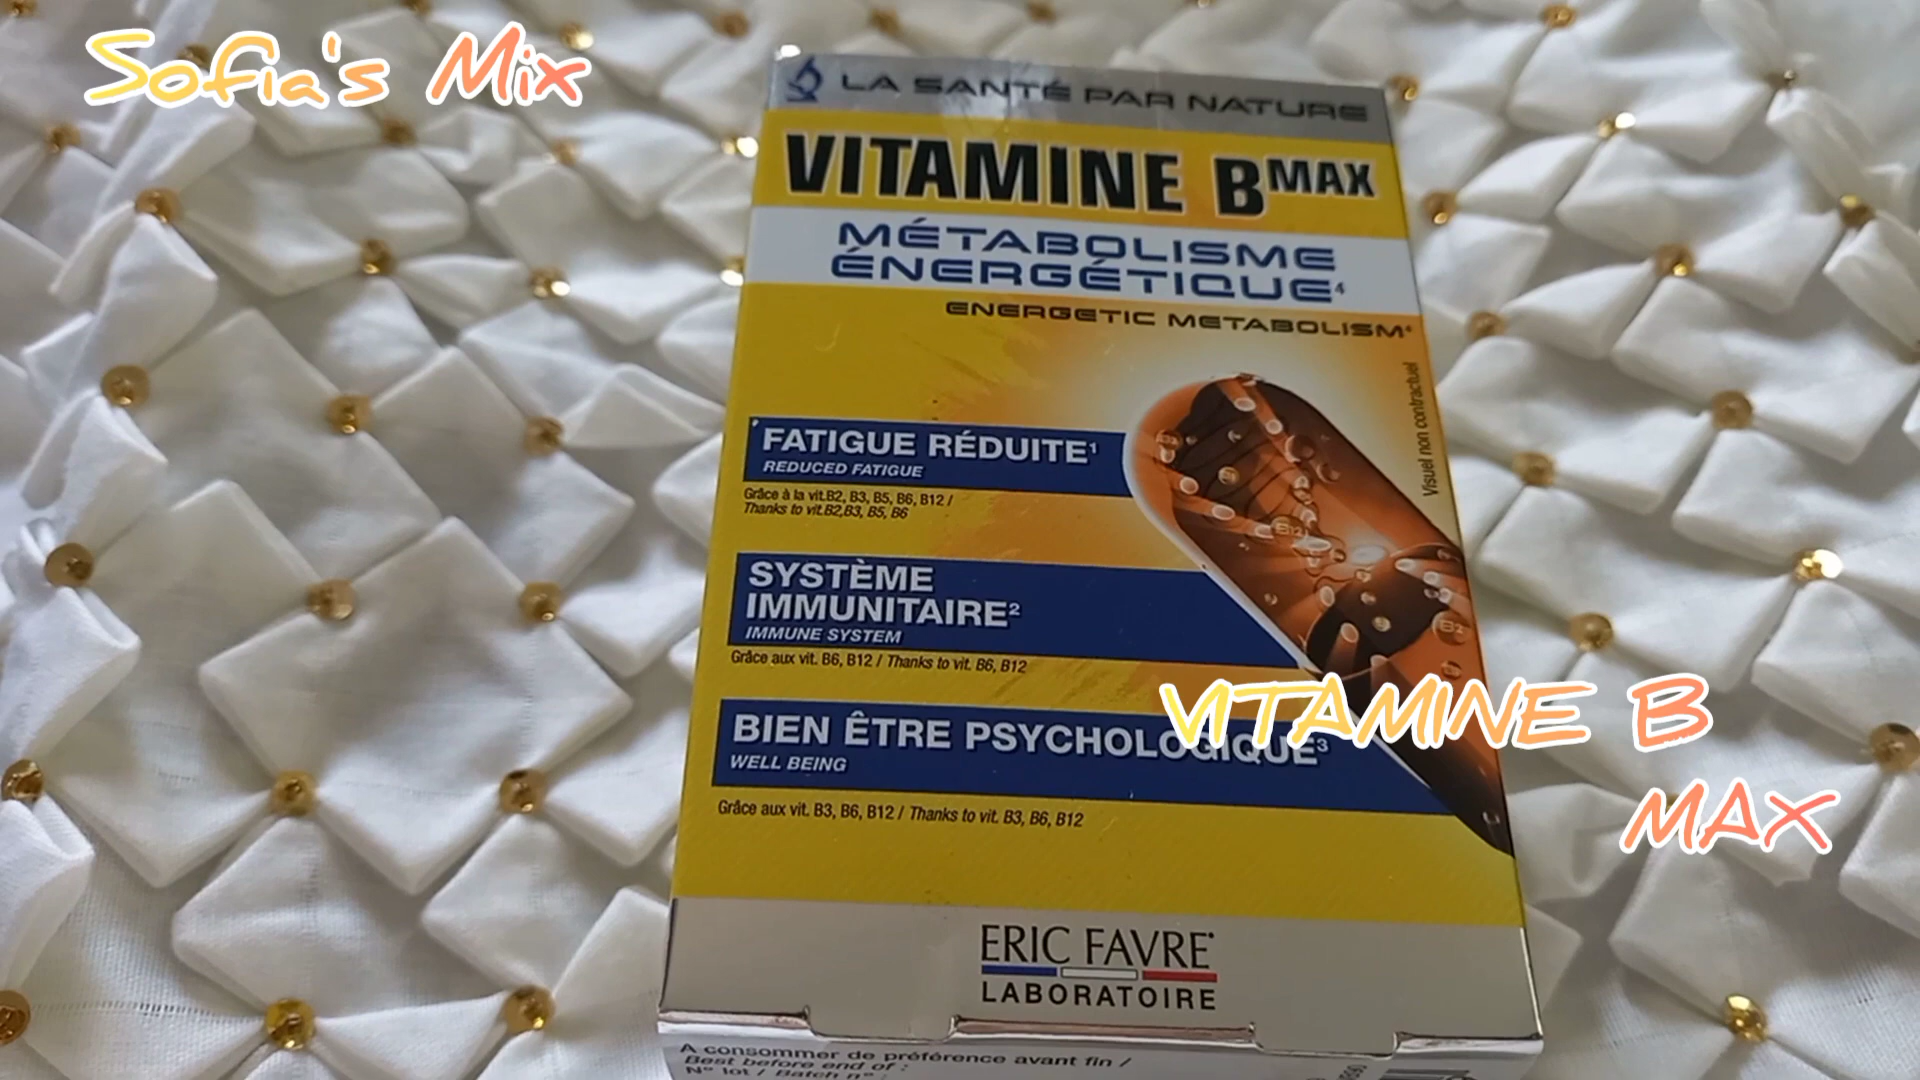 Sofia's Mix
LA SANTÉ PAR NATURE
VITAMINE B MAX
MÉTABOLISME
ÉNERGÉTIQUE⁴
ENERGETIC METABOLISM⁴
Visuel non contractuel
FATIGUE RÉDUITE¹
REDUCED FATIGUE
Grâce à la vit.B2, B3, B5, B6, B12 /
Thanks to vit.B2,B3, B5, B6
SYSTÈME
IMMUNITAIRE²
IMMUNE SYSTEM
Grâce aux vit. B6, B12 / Thanks to vit. B6, B12
BIEN ÊTRE PSYCHOLOGIQUE³
WELL BEING
Grâce aux vit. B3, B6, B12 / Thanks to vit. B3, B6, B12
VITAMINE B
MAX
ERIC FAVRE
LABORATOIRE
A consommer de préférence avant fin /
Best before end of :
N° lot / Batch n° :